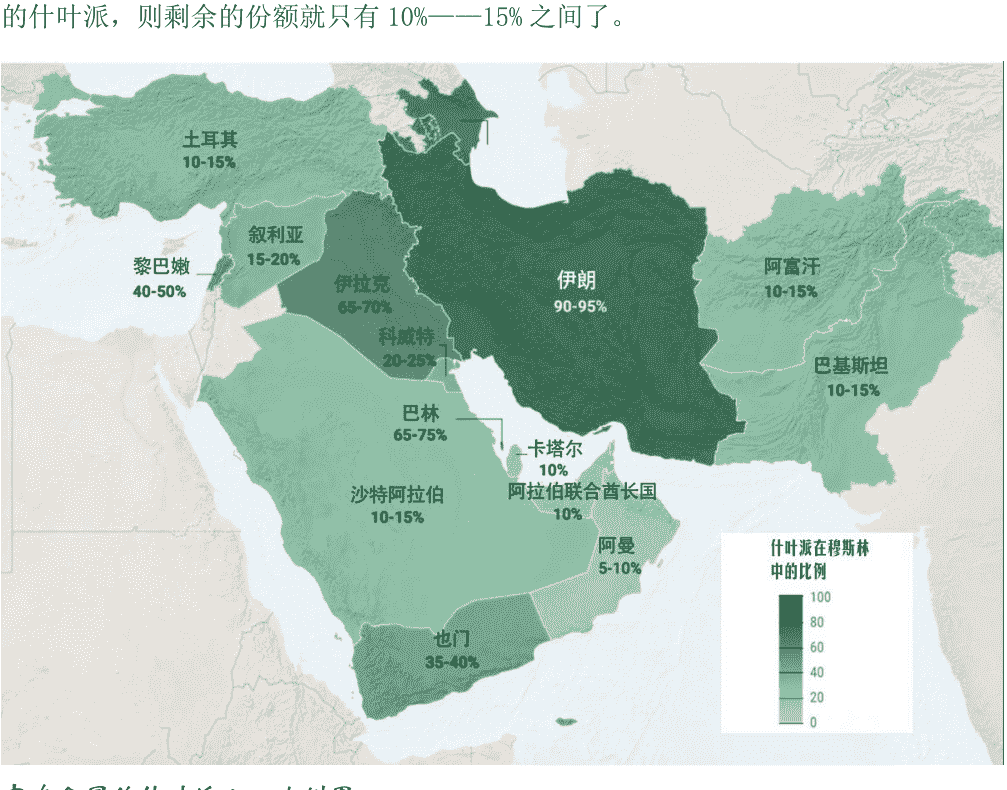 的什叶派，则剩余的份额就只有 10%——15% 之间了。
土耳其
10-15%
叙利亚
15-20%
黎巴嫩
40-50%
伊拉克
65-70%
伊朗
90-95%
阿富汗
10-15%
科威特
20-25%
巴基斯坦
10-15%
巴林
65-75%
卡塔尔
10%
沙特阿拉伯
10-15%
阿拉伯联合酋长国
10%
阿曼
5-10%
也门
35-40%
什叶派在穆斯林
中的比例
100
80
60
40
20
0